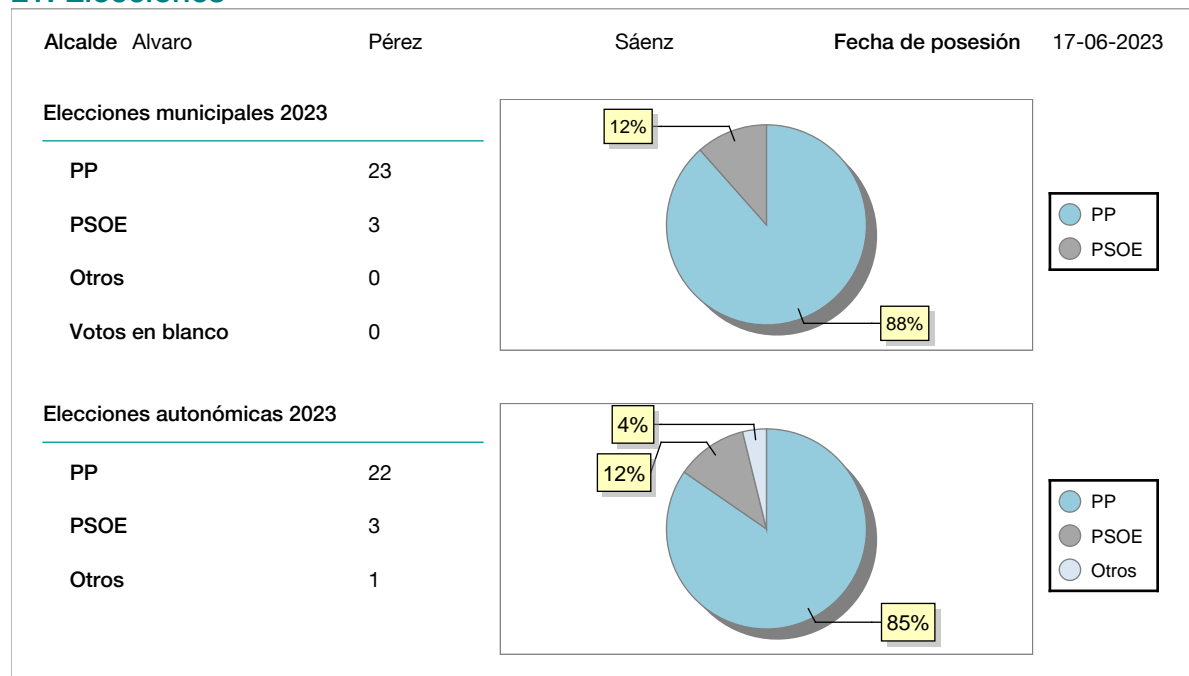 Alcalde Alvaro Pérez Sáenz Fecha de posesión 17-06-2023
Elecciones municipales 2023
PP 23
PSOE 3
Otros 0
Votos en blanco 0
12%
88%
PP
PSOE
Elecciones autonómicas 2023
PP 22
PSOE 3
Otros 1
4%
12%
85%
PP
PSOE
Otros